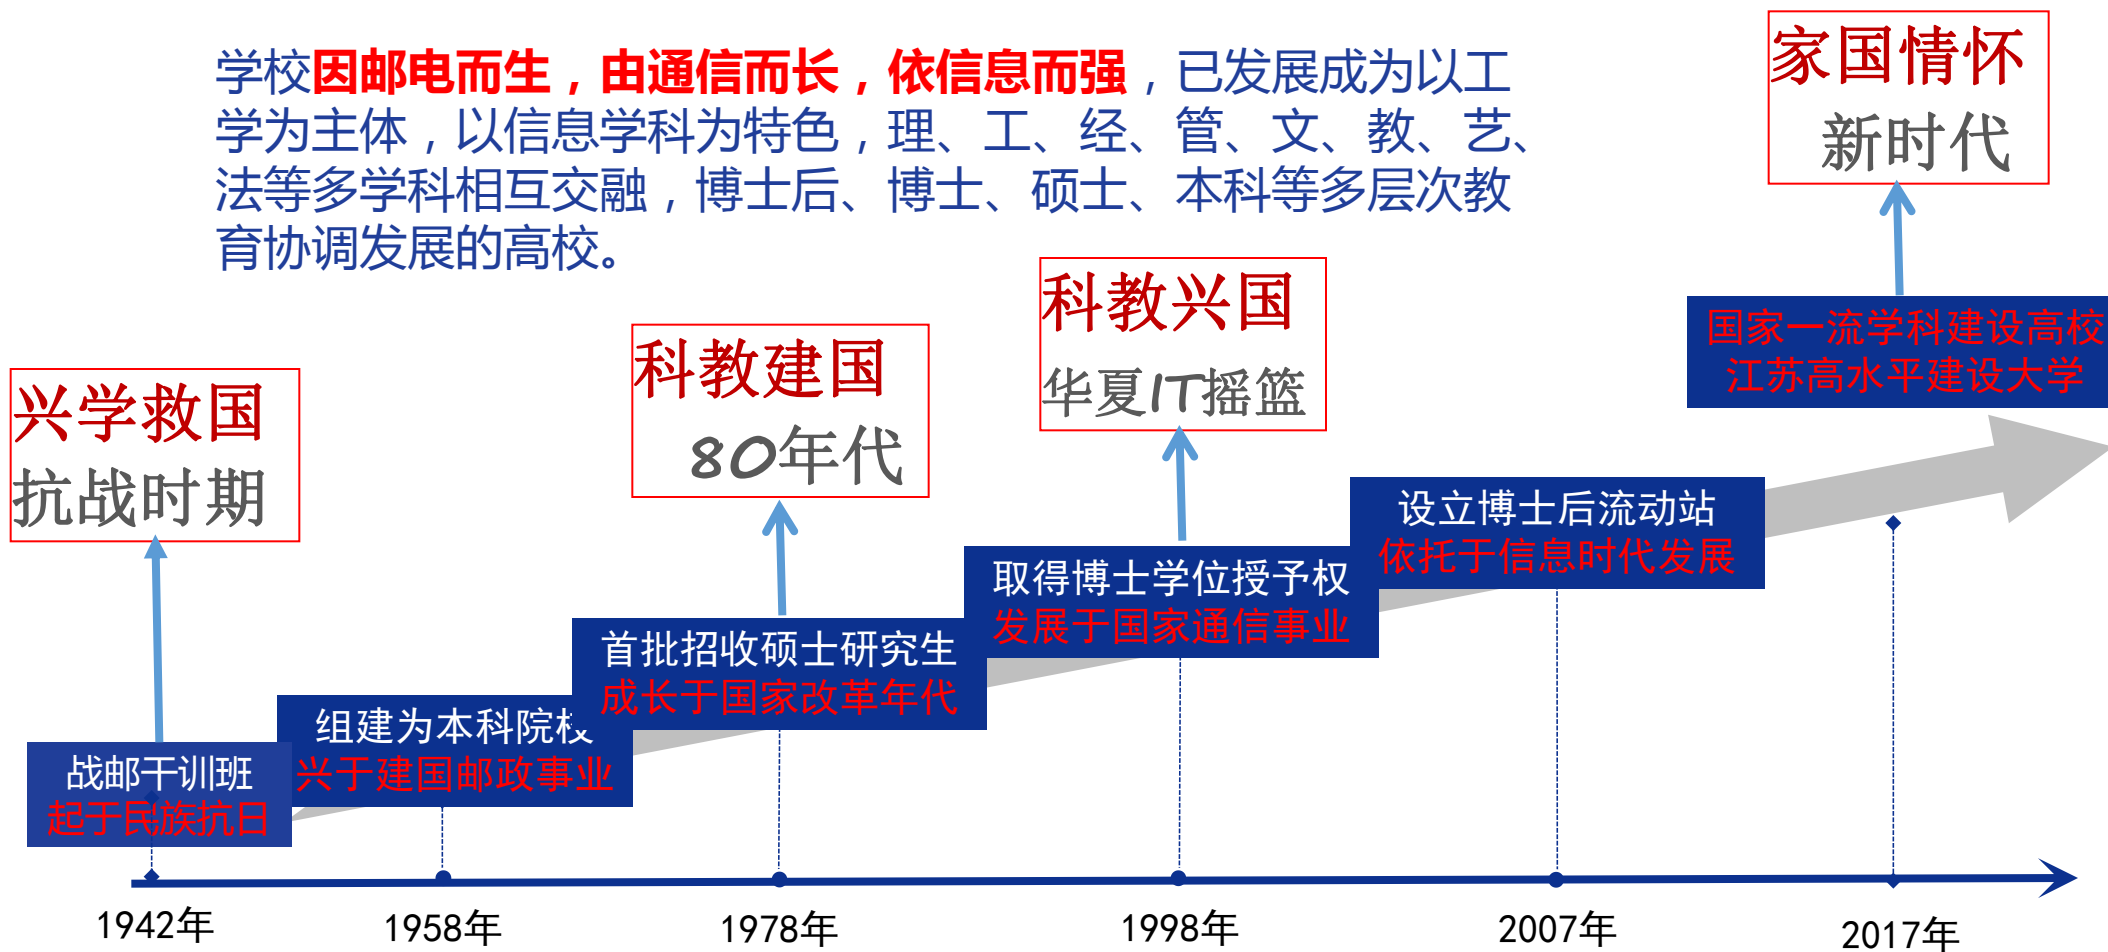 学校因邮电而生，由通信而长，依信息而强，已发展成为以工
学为主体，以信息学科为特色，理、工、经、管、文、教、艺、
法等多学科相互交融，博士后、博士、硕士、本科等多层次教
育协调发展的高校。
家国情怀
新时代
科教兴国
华夏IT摇篮
科教建国
80年代
兴学救国
抗战时期
国家一流学科建设高校
江苏高水平建设大学
设立博士后流动站
依托于信息时代发展
取得博士学位授予权
发展于国家通信事业
首批招收硕士研究生
成长于国家改革年代
组建为本科院校
兴于建国邮政事业
战邮干训班
起于民族抗日
1942年
1958年
1978年
1998年
2007年
2017年